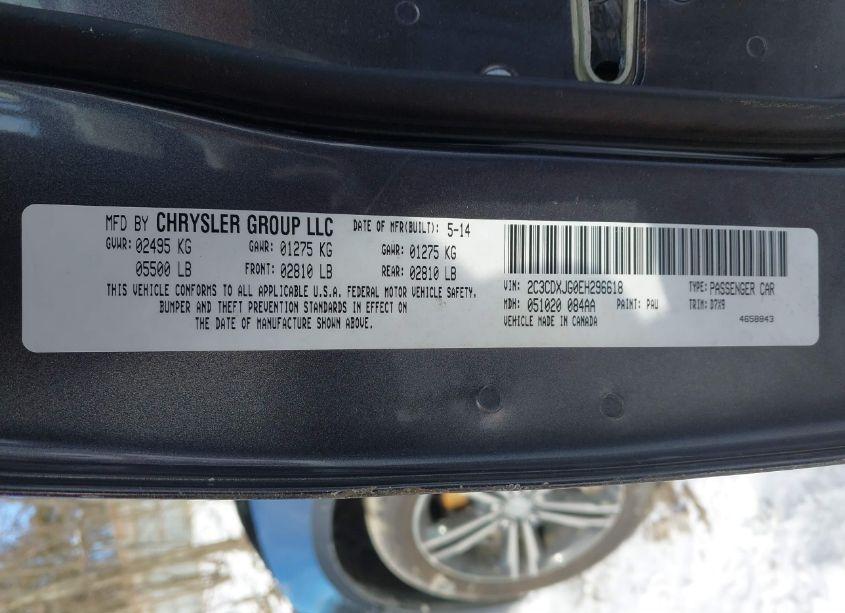 MFD BY CHRYSLER GROUP LLC DATE OF MFR(BUILT): 5-14
GVWR: 02495 KG GAWR: 01275 KG GAWR: 01275 KG
05500 LB FRONT: 02810 LB REAR: 02810 LB
THIS VEHICLE CONFORMS TO ALL APPLICABLE U.S.A. FEDERAL MOTOR VEHICLE SAFETY,
BUMPER AND THEFT PREVENTION STANDARDS IN EFFECT ON
THE DATE OF MANUFACTURE SHOWN ABOVE.
VIN: 2C3CDXJG0EH296618 TYPE: PASSENGER CAR
MDH: 051020 084AA PAINT: PAU TRIM: D7X9
VEHICLE MADE IN CANADA 4658843